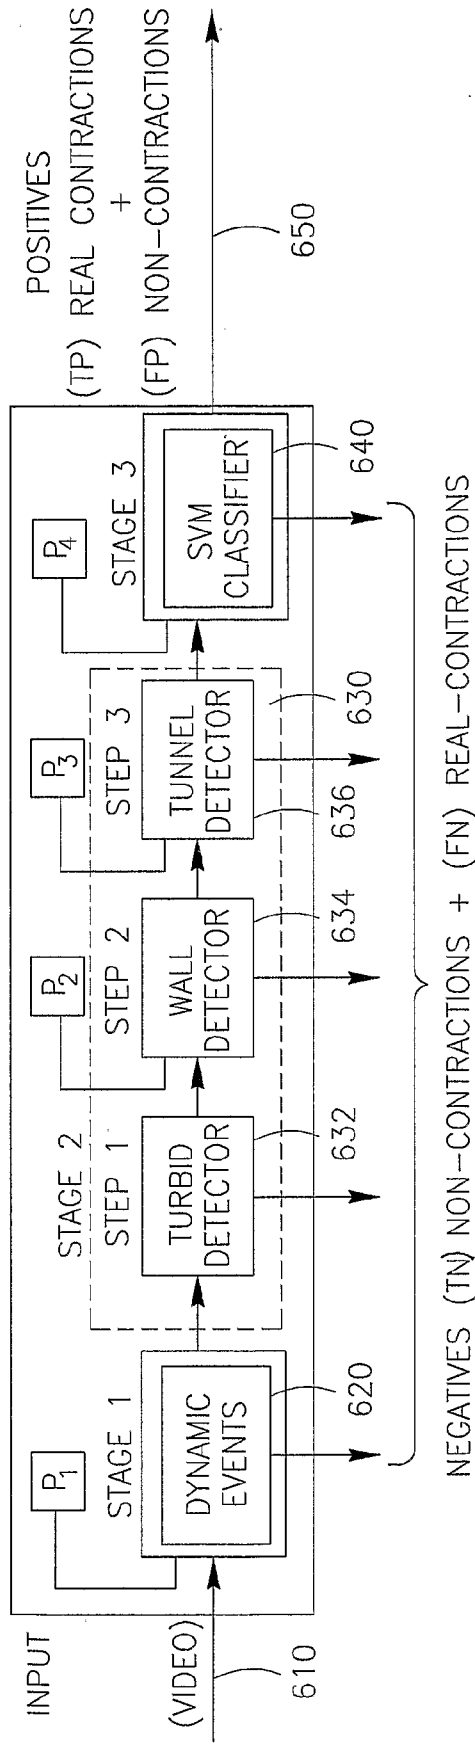 INPUT
(VIDEO)
610
P1
STAGE 1
DYNAMIC
EVENTS
620
STAGE 2
STEP 1
TURBID
DETECTOR
632
P2
STEP 2
WALL
DETECTOR
634
P3
STEP 3
TUNNEL
DETECTOR
636
630
P4
STAGE 3
SVM
CLASSIFIER
640
POSITIVES
(TP) REAL CONTRACTIONS
+
(FP) NON-CONTRACTIONS
650
NEGATIVES (TN) NON-CONTRACTIONS + (FN) REAL-CONTRACTIONS